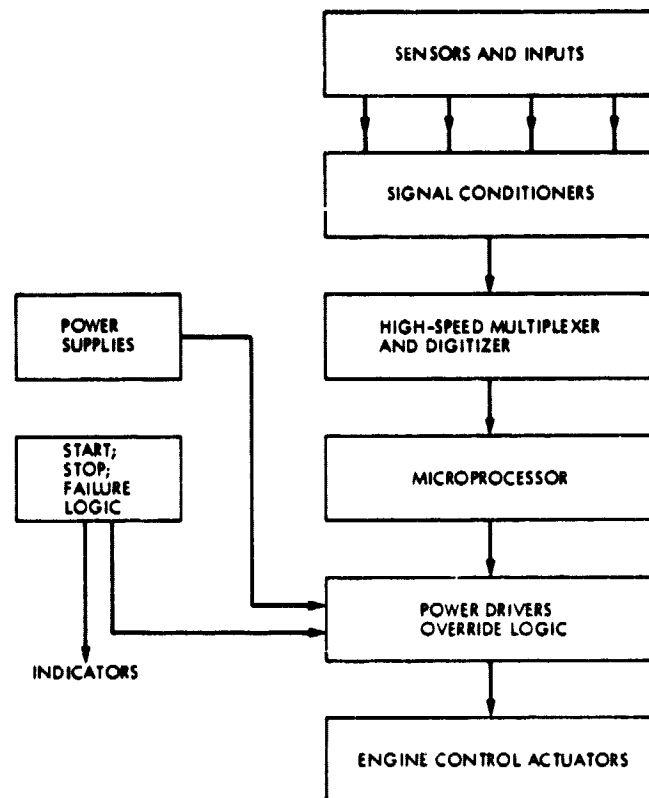 SENSORS AND INPUTS
SIGNAL CONDITIONERS
POWER
SUPPLIES
HIGH-SPEED MULTIPLEXER
AND DIGITIZER
START;
STOP;
FAILURE
LOGIC
MICROPROCESSOR
POWER DRIVERS
OVERRIDE LOGIC
INDICATORS
ENGINE CONTROL ACTUATORS